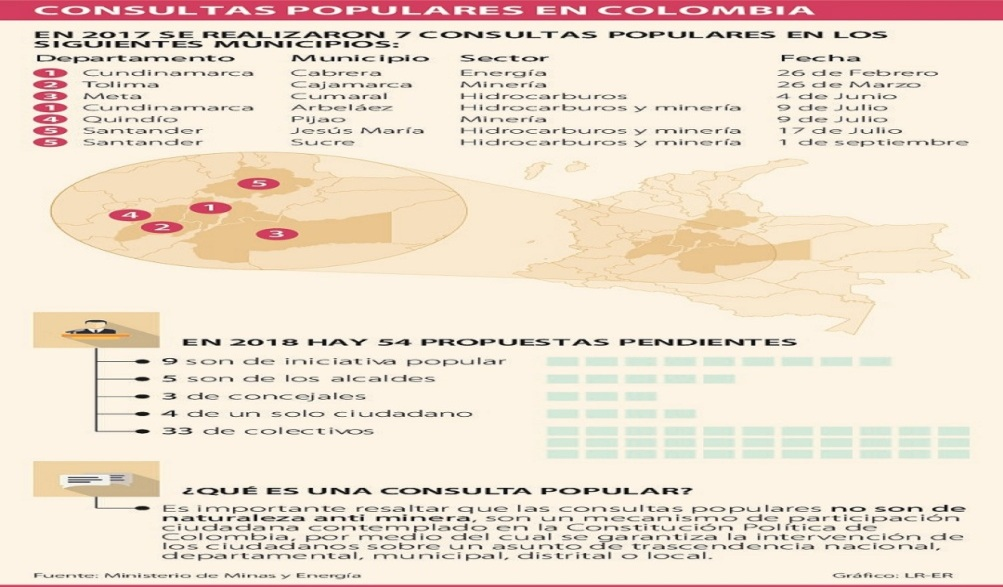 CONSULTAS POPULARES EN COLOMBIA
EN 2017 SE REALIZARON 7 CONSULTAS POPULARES EN LOS
SIGUIENTES MUNICIPIOS:
Departamento Municipio Sector Fecha
1 Cundinamarca Cabrera Energía 26 de Febrero
2 Tolima Cajamarca Minería 26 de Marzo
3 Meta Cumaral Hidrocarburos 4 de Junio
1 Cundinamarca Arbeláez Hidrocarburos y minería 9 de Julio
4 Quindío Pijao Minería 9 de Julio
5 Santander Jesús María Hidrocarburos y minería 17 de Julio
5 Santander Sucre Hidrocarburos y minería 1 de septiembre
5
1
4
2
3
EN 2018 HAY 54 PROPUESTAS PENDIENTES
9 son de iniciativa popular
5 son de los alcaldes
3 de concejales
4 de un solo ciudadano
33 de colectivos
¿QUÉ ES UNA CONSULTA POPULAR?
Es importante resaltar que las consultas populares no son de
naturaleza anti minera, son un mecanismo de participación
ciudadana contemplado en la Constitución Política de
Colombia, por medio del cual se garantiza la intervención de
los ciudadanos sobre un asunto de trascendencia nacional,
departamental, municipal, distrital o local.
Fuente: Ministerio de Minas y Energía Gráfico: LR-ER